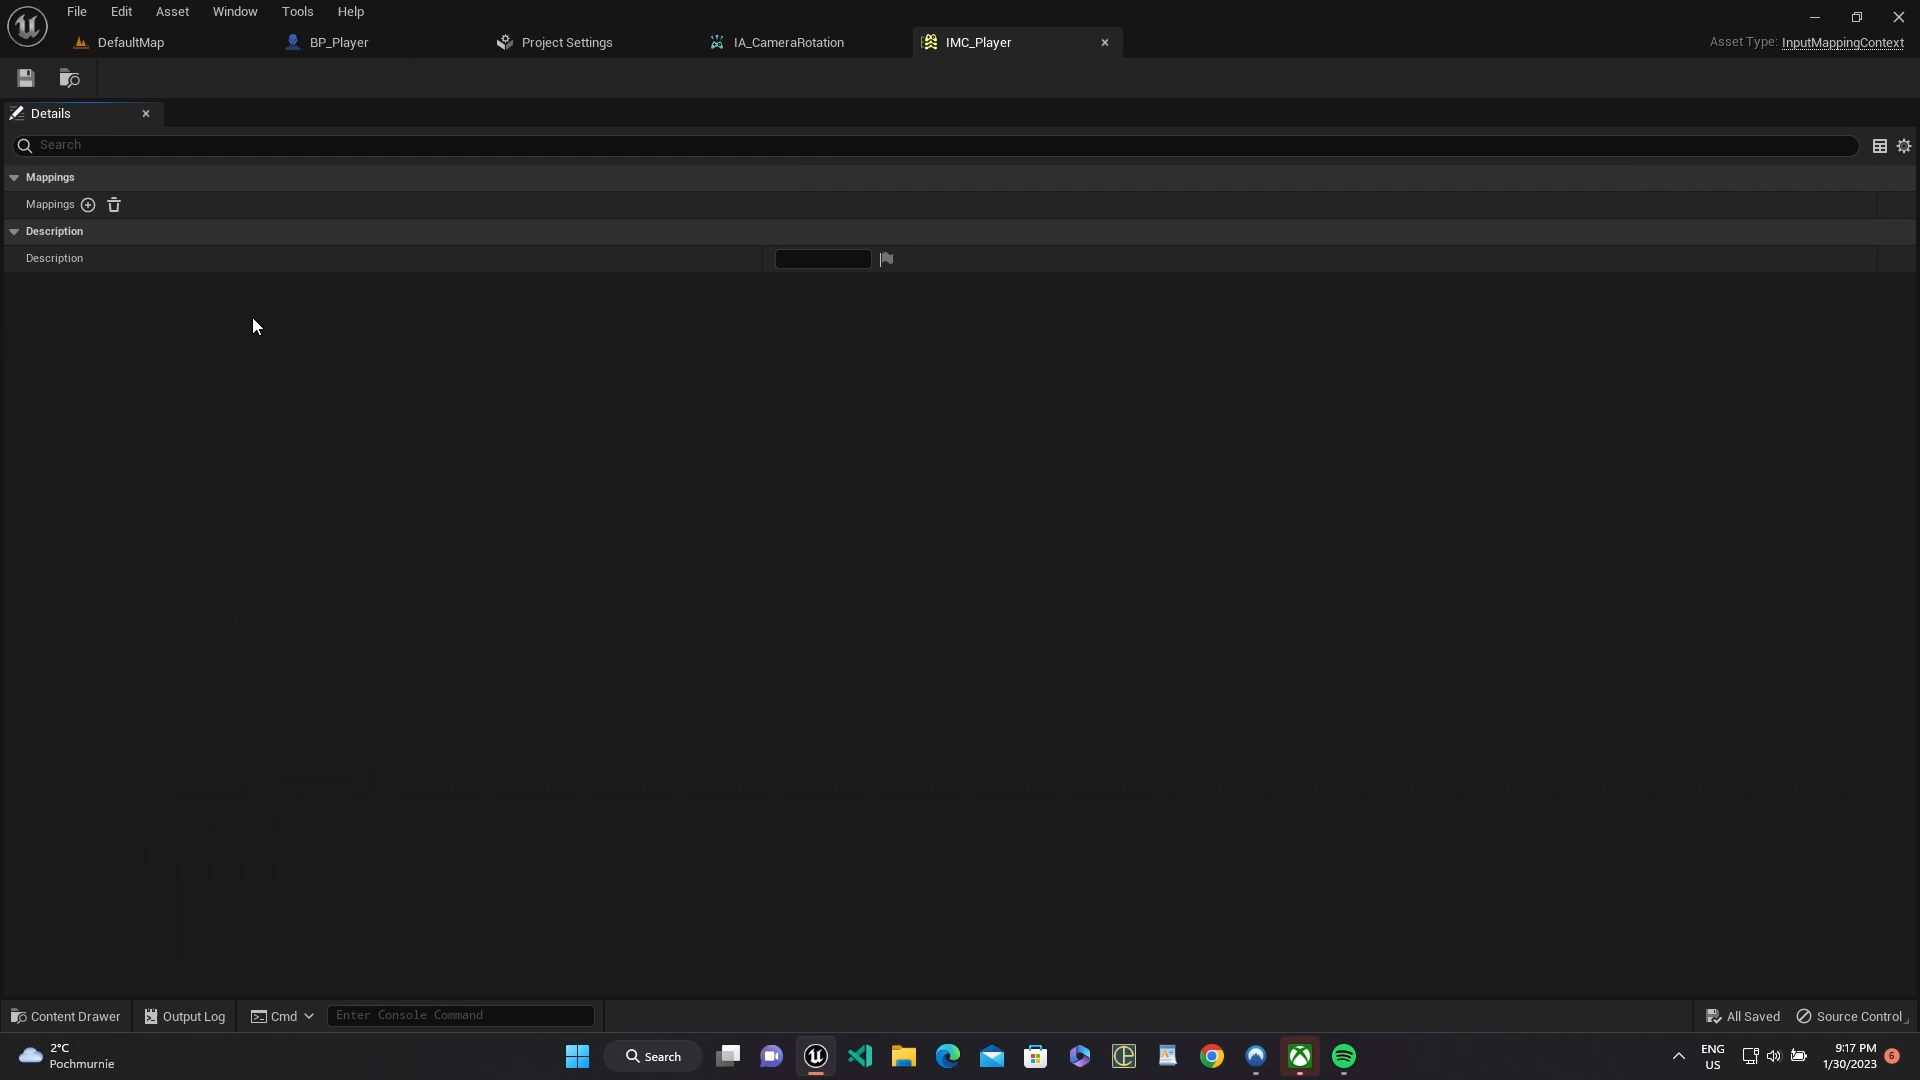 File Edit Asset Window Tools Help
DefaultMap BP_Player Project Settings IA_CameraRotation IMC_Player Asset Type: InputMappingContext
Details
Search
Mappings
Mappings
Description
Description
Content Drawer Output Log Cmd Enter Console Command All Saved Source Control
2°C
Pochmurnie
Search
ENG
US
9:17 PM
1/30/2023
6